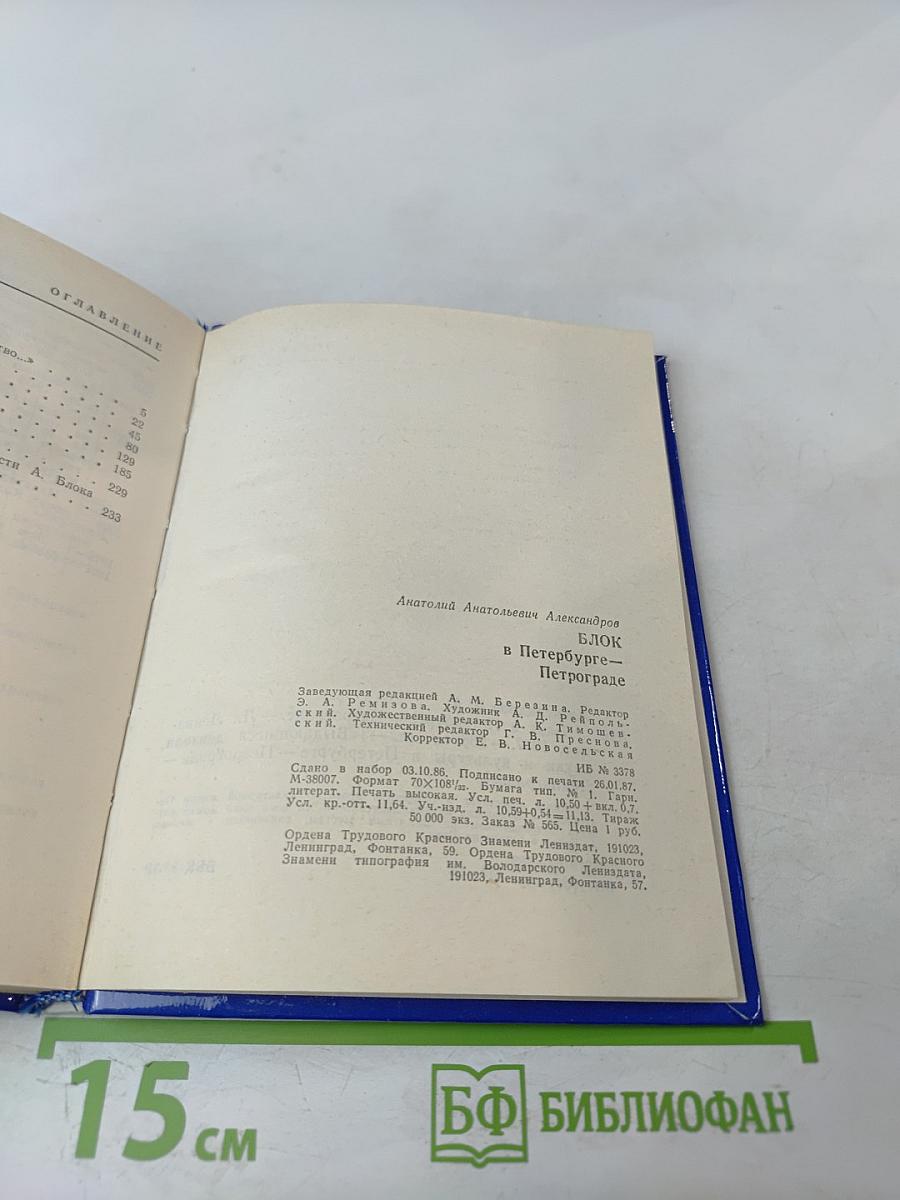 ОГЛАВЛЕНИЕ
5
22
45
80
129
185
229
А. Блока
233
Анатолий Анатольевич Александров
БЛОК
в Петербурге—
Петрограде
Заведующая редакцией А. М. Березина. Редактор
Э. А. Ремизова. Художник А. Д. Рейполь-
ский. Художественный редактор А. К. Тимошев-
ский. Технический редактор Г. В. Преснова.
Корректор Е. В. Новосельская
ИБ № 3378
Сдано в набор 03.10.86. Подписано к печати 26.01.87.
М-38007. Формат 70×108¹/₃₂. Бумага тип. № 1. Гарн.
литерат. Печать высокая. Усл. печ. л. 10,50 + вкл. 0,7.
Усл. кр.-отт. 11,64. Уч.-изд. л. 10,59+0,54=11,13. Тираж
50 000 экз. Заказ № 565. Цена 1 руб.
Ордена Трудового Красного Знамени Лениздат, 191023,
Ленинград, Фонтанка, 59. Ордена Трудового Красного
Знамени типография им. Володарского Лениздата,
191023, Ленинград, Фонтанка, 57.
15 см
БФ БИБЛИОФАН